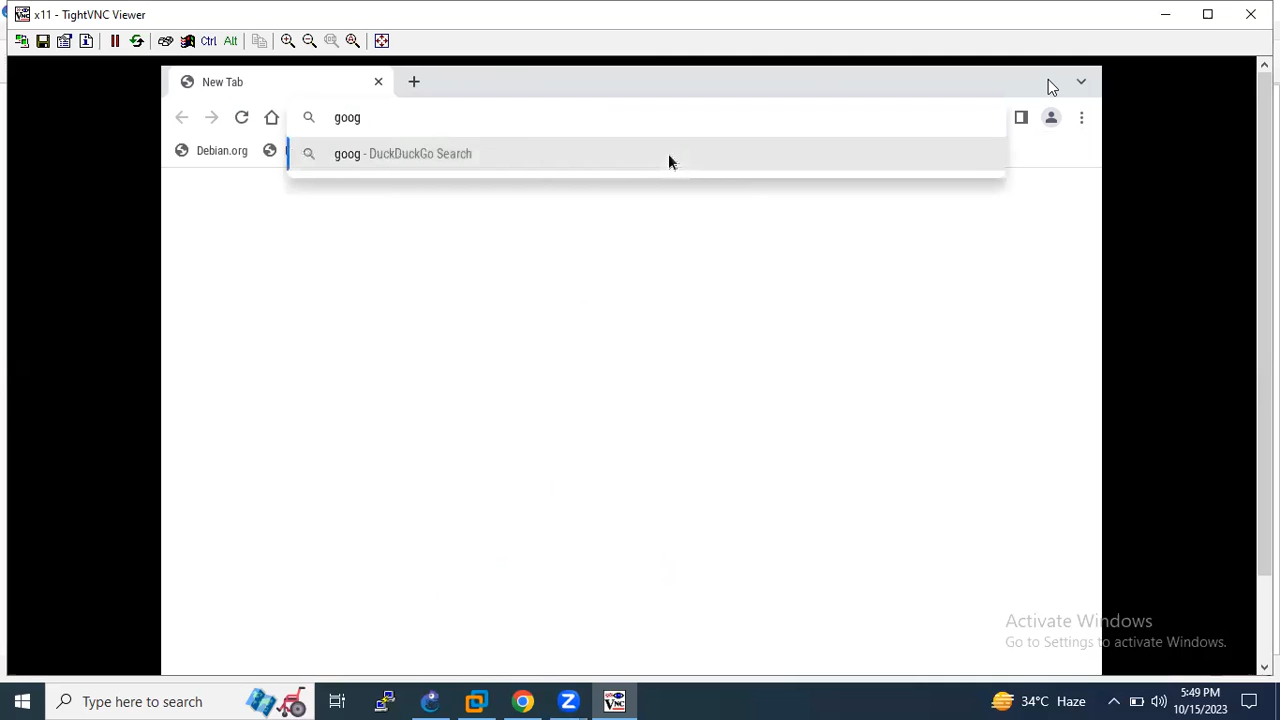 x11 - TightVNC Viewer
Ctrl Alt
New Tab
goog
Debian.org
goog - DuckDuckGo Search
Activate Windows
Go to Settings to activate Windows.
Type here to search
34°C Haze
5:49 PM
10/15/2023